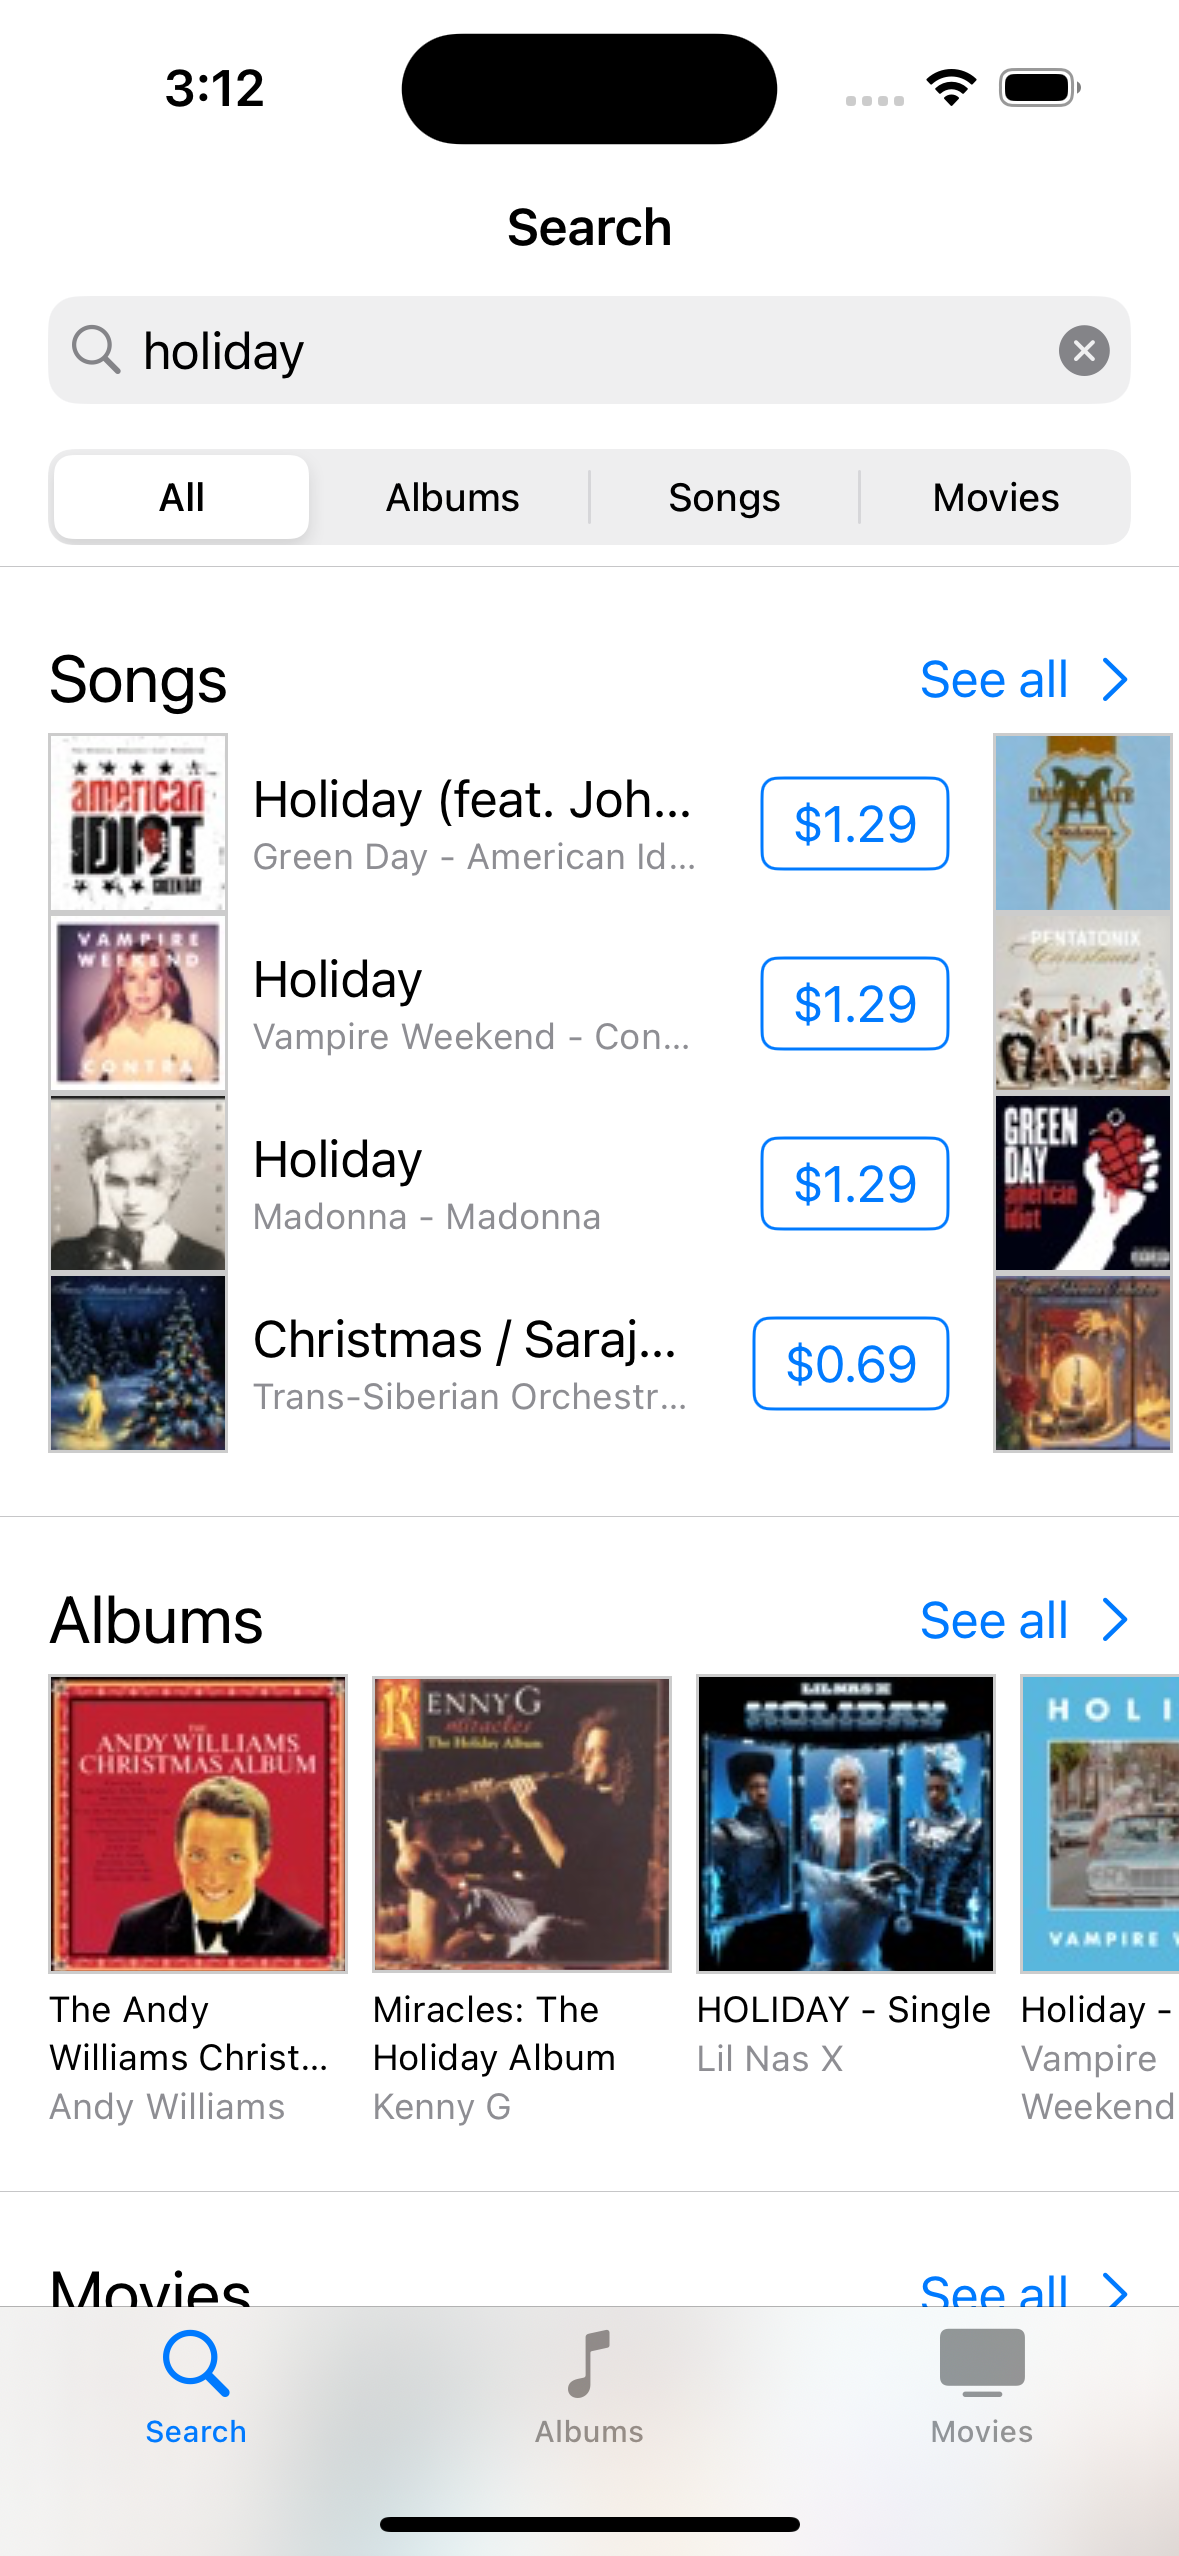 3:12
Search
holiday
All
Albums
Songs
Movies
Songs
See all
american
IDIOT
GREEN DAY
Holiday (feat. Joh...
Green Day - American Id...
$1.29
VAMPIRE
WEEKEND
CONTRA
Holiday
Vampire Weekend - Con...
$1.29
PENTATONIX
Christmas
Holiday
Madonna - Madonna
$1.29
GREEN
DAY
american
idiot
Christmas / Saraj...
Trans-Siberian Orchestr...
$0.69
Albums
See all
THE
ANDY WILLIAMS
CHRISTMAS ALBUM
KENNY G
miracles
The Holiday Album
LIL NAS X
HOLIDAY
HOLI
VAMPIRE
The Andy
Williams Christ...
Andy Williams
Miracles: The
Holiday Album
Kenny G
HOLIDAY - Single
Lil Nas X
Holiday -
Vampire
Weekend
Movies
See all
Search
Albums
Movies